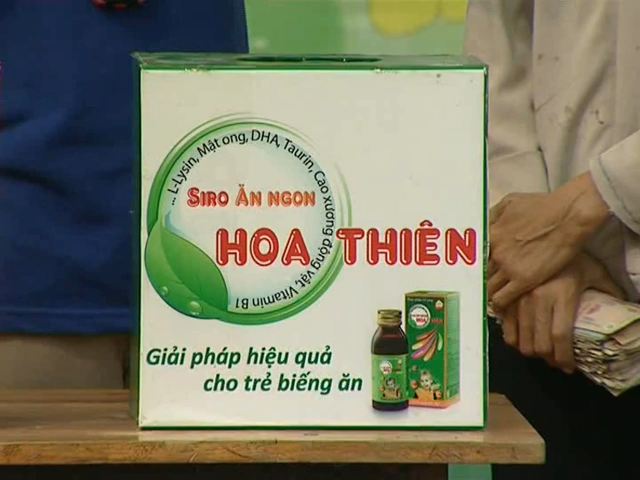 ... L-Lysin, Mật ong, DHA, Taurin, Cao xương động vật, Vitamin B1
SIRO ĂN NGON
HOA THIÊN
Giải pháp hiệu quả
cho trẻ biếng ăn